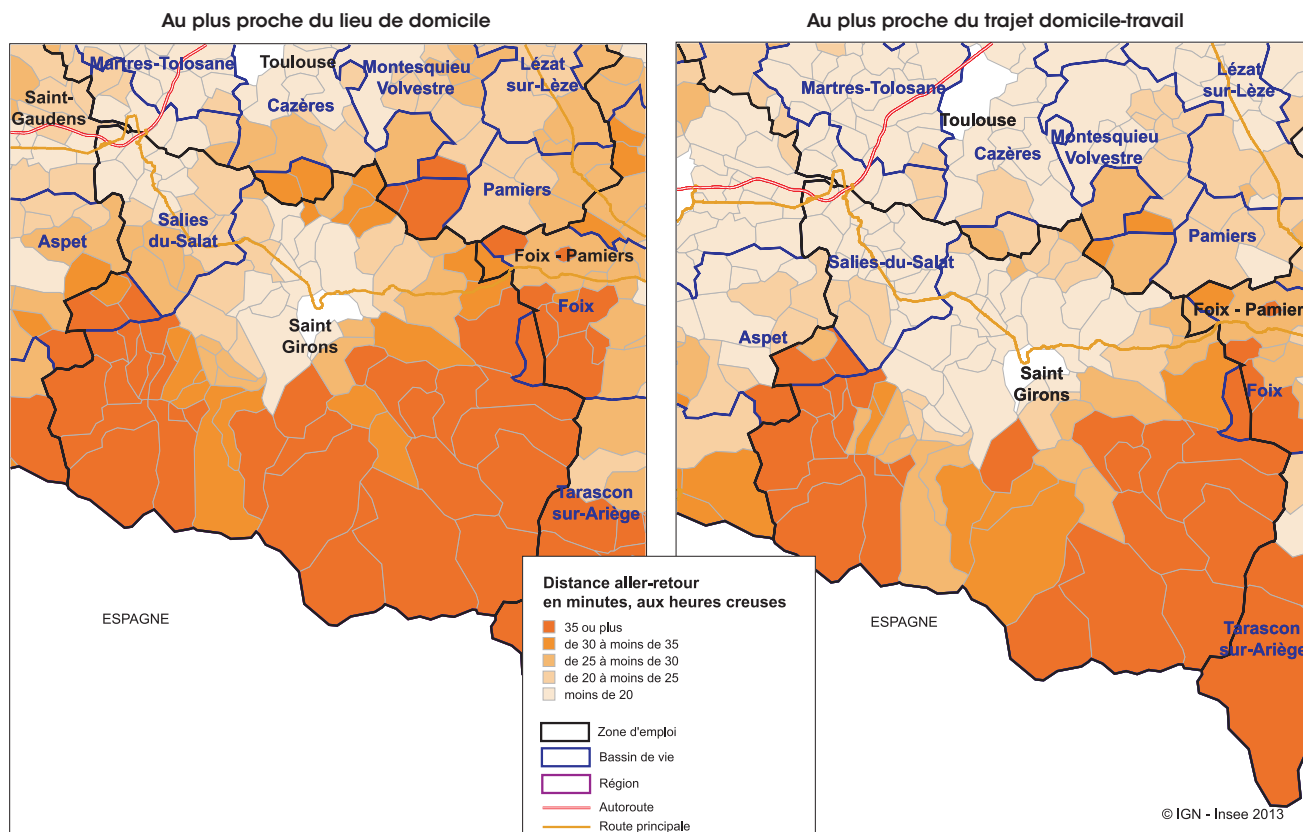 Au plus proche du lieu de domicile
Martres-Tolosane
Toulouse
Montesquieu
Volvestre
Lézat
sur-Lèze
Saint-
Gaudens
Cazères
Pamiers
Aspet
Salies
du-Salat
Foix - Pamiers
Foix
Saint
Girons
Tarascon
sur-Ariège
ESPAGNE
Au plus proche du trajet domicile-travail
Martres-Tolosane
Lézat
sur-Lèze
Toulouse
Cazères
Montesquieu
Volvestre
Pamiers
Salies-du-Salat
Foix - Pamier
Aspet
Saint
Girons
Foix
Tarascon
sur-Ariège
ESPAGNE
Distance aller-retour
en minutes, aux heures creuses
35 ou plus
de 30 à moins de 35
de 25 à moins de 30
de 20 à moins de 25
moins de 20
Zone d'emploi
Bassin de vie
Région
Autoroute
Route principale
© IGN - Insee 2013